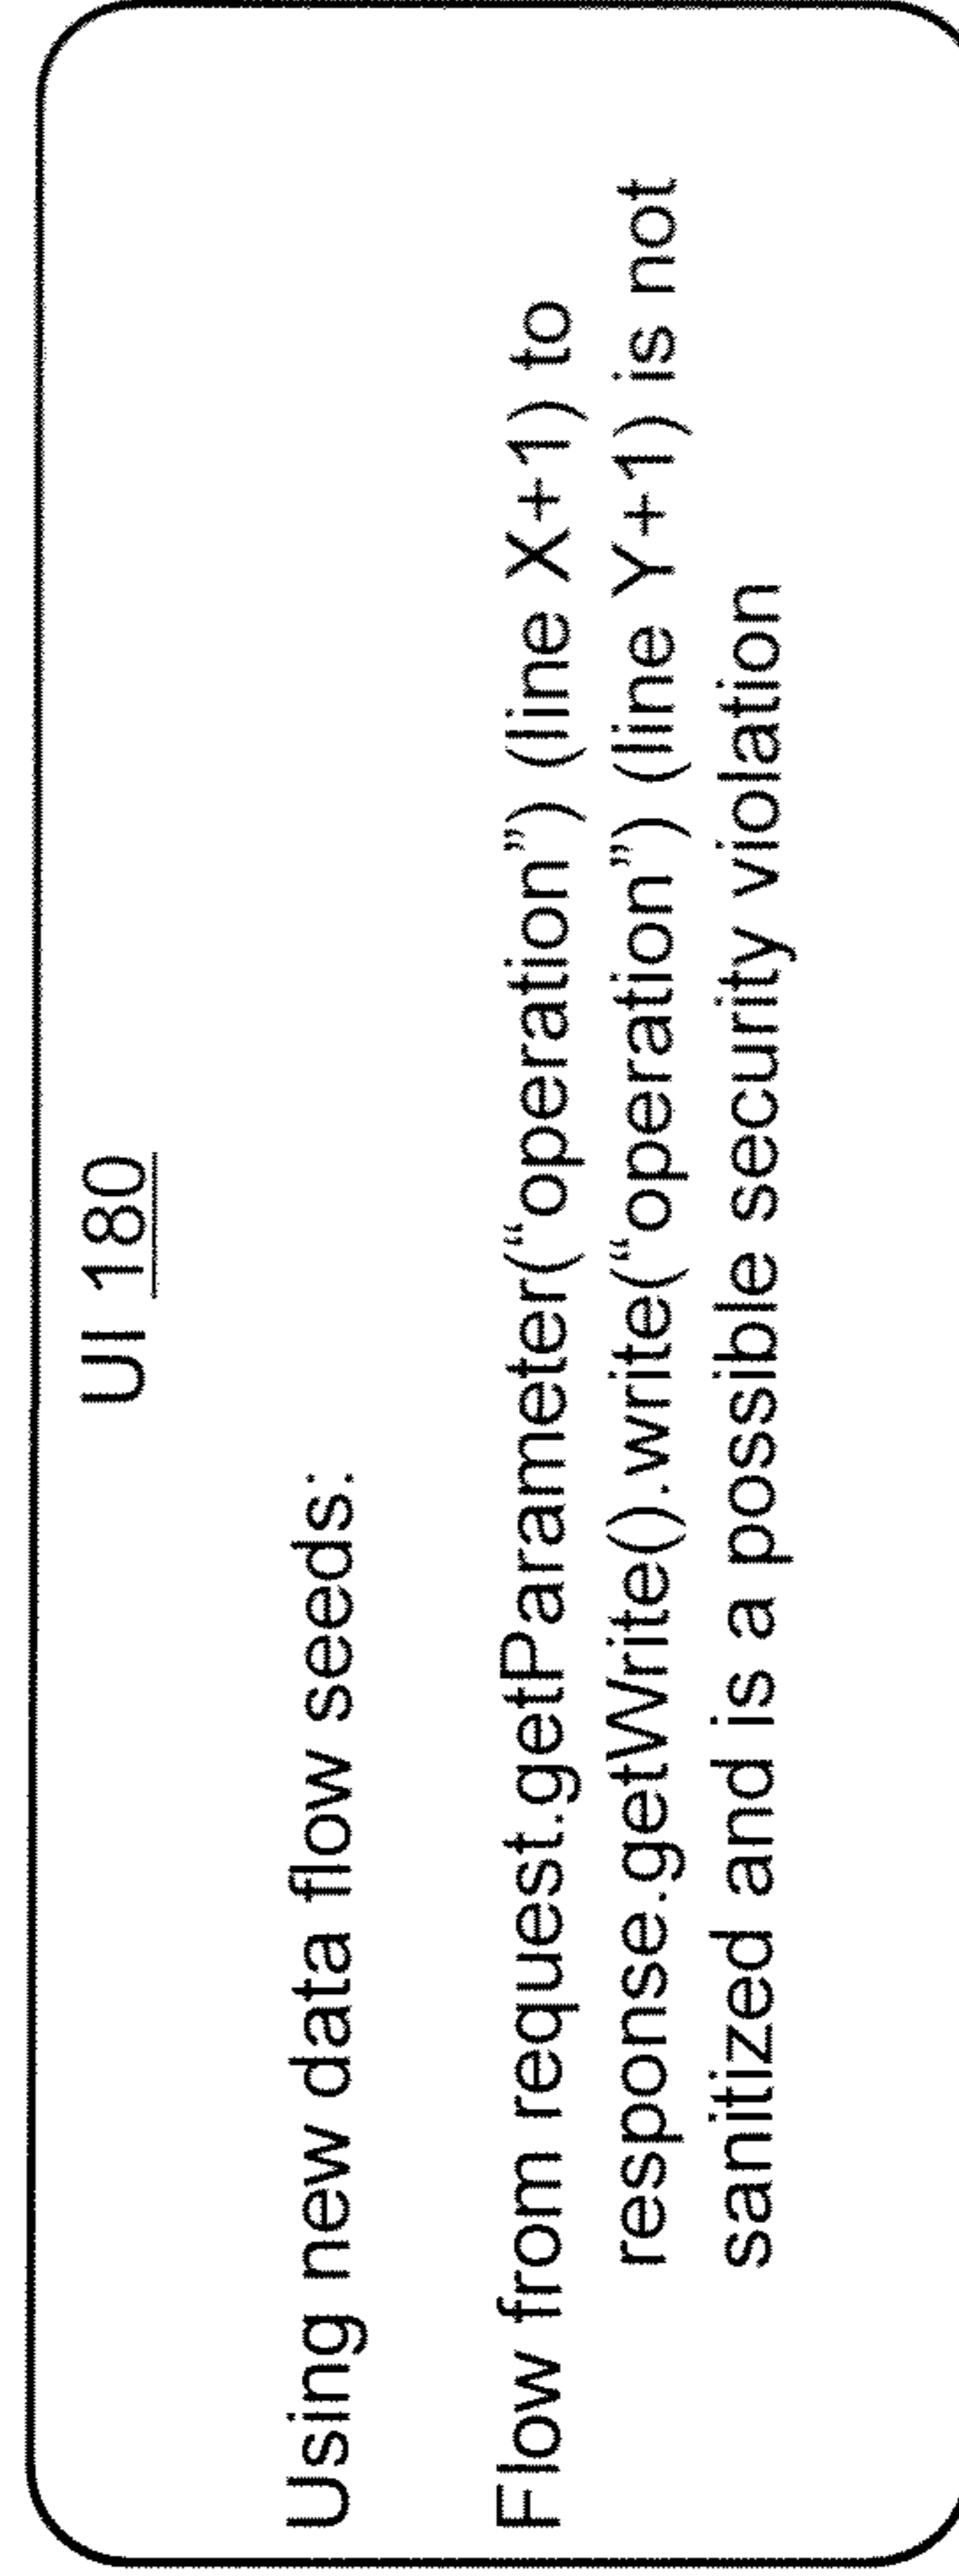 UI 180
Using new data flow seeds:
Flow from request.getParameter(“operation”) (line X+1) to
response.getWrite().write(“operation”) (line Y+1) is not
sanitized and is a possible security violation